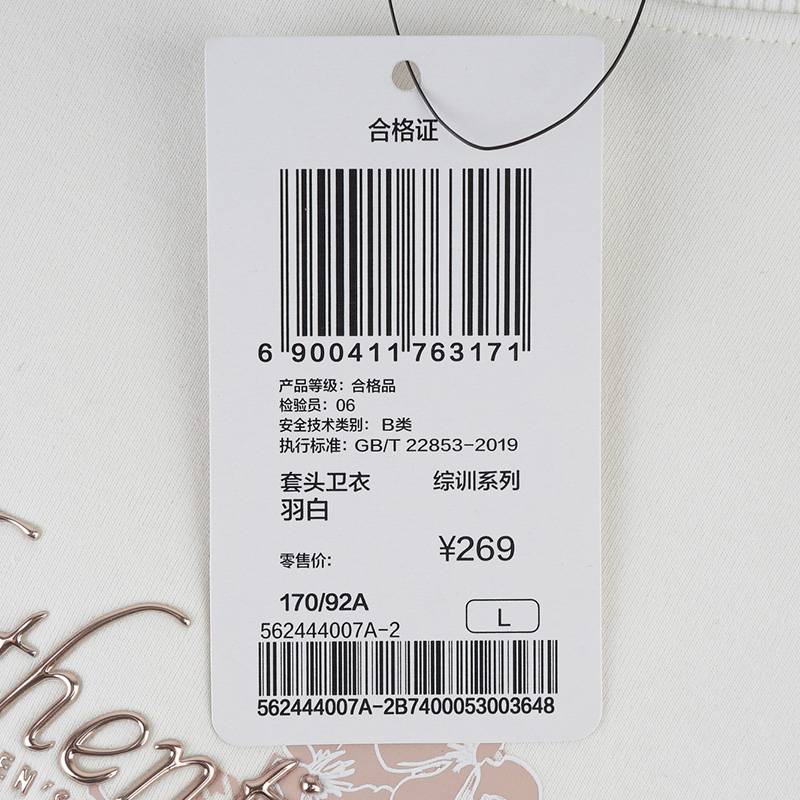 合格证
6 900411 763171
产品等级：合格品
检验员：06
安全技术类别：B类
执行标准：GB/T 22853-2019
套头卫衣 综训系列
羽白
零售价： ¥269
170/92A L
562444007A-2
562444007A-2B7400053003648
then
EN'S